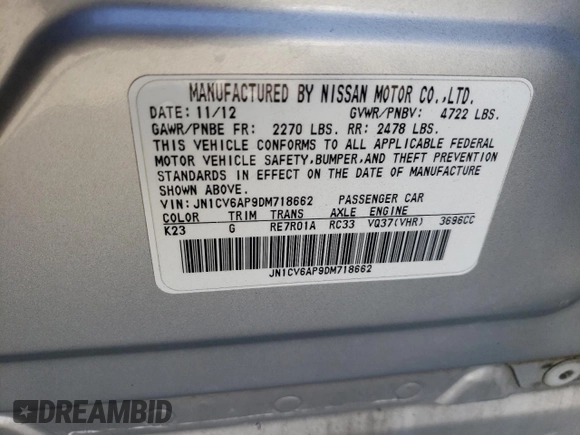 MANUFACTURED BY NISSAN MOTOR CO.,LTD.
DATE: 11/12 GVWR/PNBV: 4722 LBS.
GAWR/PNBE FR: 2270 LBS. RR: 2478 LBS.
THIS VEHICLE CONFORMS TO ALL APPLICABLE FEDERAL
MOTOR VEHICLE SAFETY,BUMPER,AND THEFT PREVENTION
STANDARDS IN EFFECT ON THE DATE OF MANUFACTURE
SHOWN ABOVE.
VIN: JN1CV6AP9DM718662 PASSENGER CAR
COLOR TRIM TRANS AXLE ENGINE
K23 G RE7R01A RC33 VQ37(VHR) 3696CC
JN1CV6AP9DM718662
DREAMBID